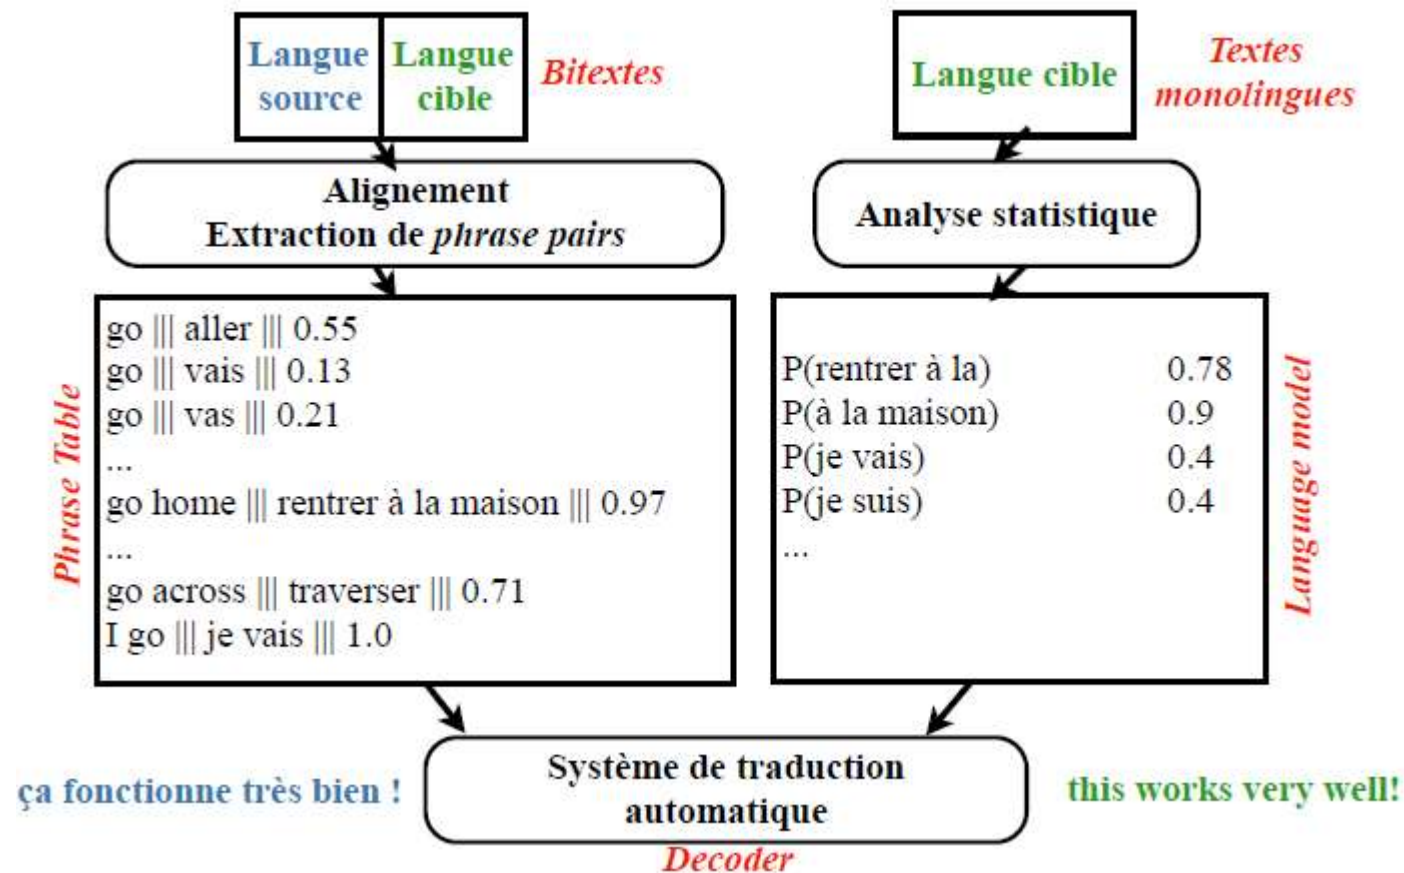 Langue
source
Langue
cible
Bitextes
Langue cible
Textes
monolingues
Alignement
Extraction de phrase pairs
Analyse statistique
Phrase Table
go ||| aller ||| 0.55
go ||| vais ||| 0.13
go ||| vas ||| 0.21
...
go home ||| rentrer à la maison ||| 0.97
...
go across ||| traverser ||| 0.71
I go ||| je vais ||| 1.0
P(rentrer à la) 0.78
P(à la maison) 0.9
P(je vais) 0.4
P(je suis) 0.4
...
Language model
ça fonctionne très bien !
Système de traduction
automatique
this works very well!
Decoder